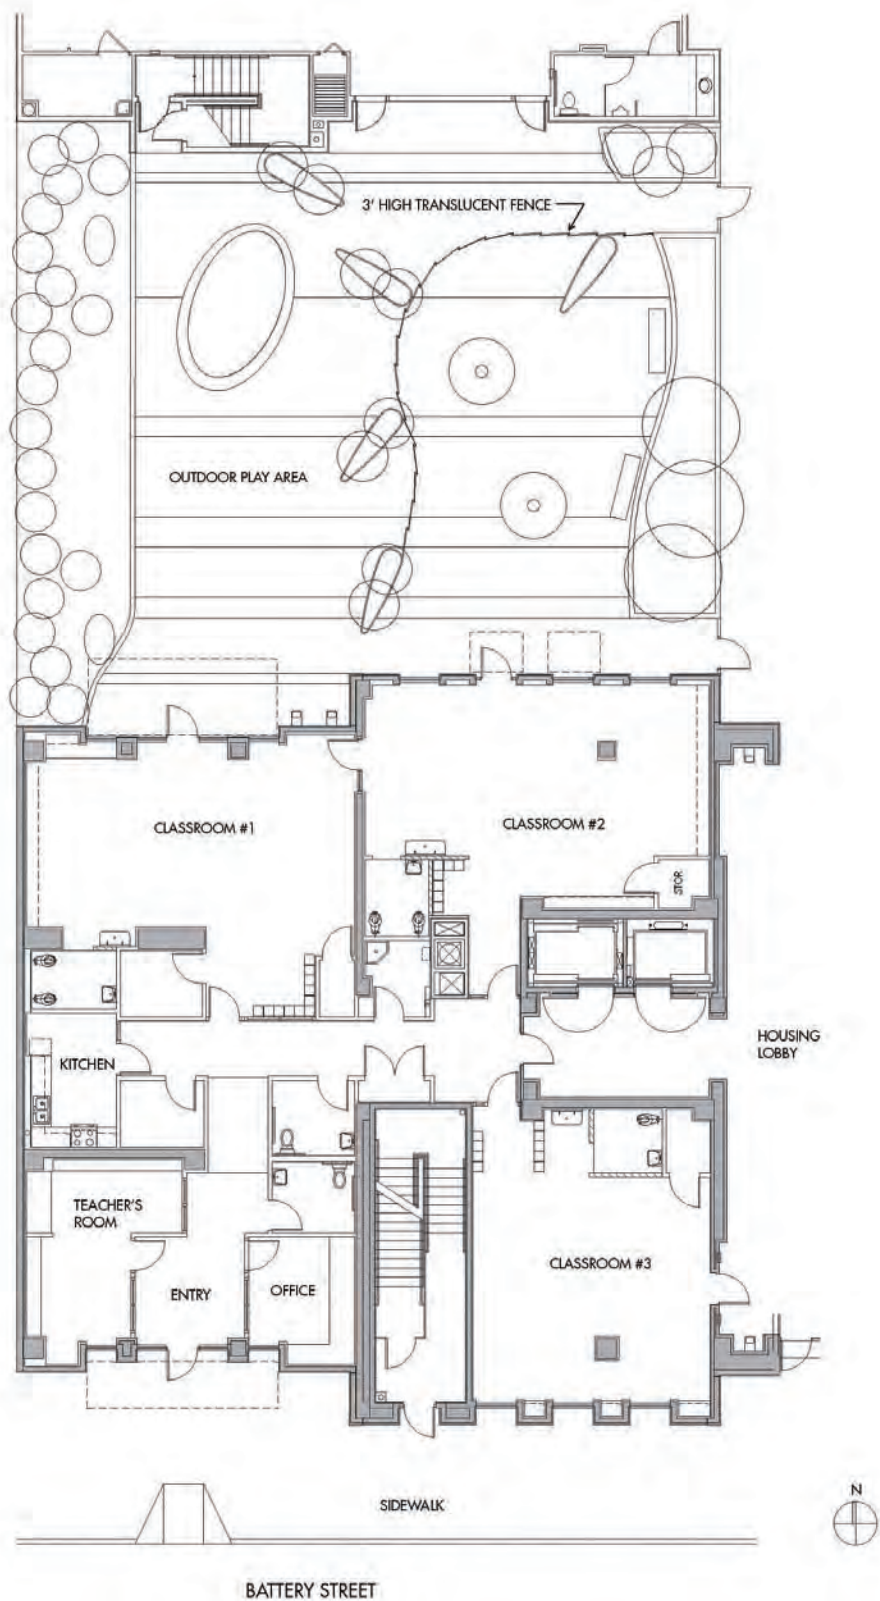 3' HIGH TRANSLUCENT FENCE
OUTDOOR PLAY AREA
CLASSROOM #1
CLASSROOM #2
STOR.
KITCHEN
HOUSING
LOBBY
TEACHER'S
ROOM
ENTRY
OFFICE
CLASSROOM #3
SIDEWALK
N
BATTERY STREET